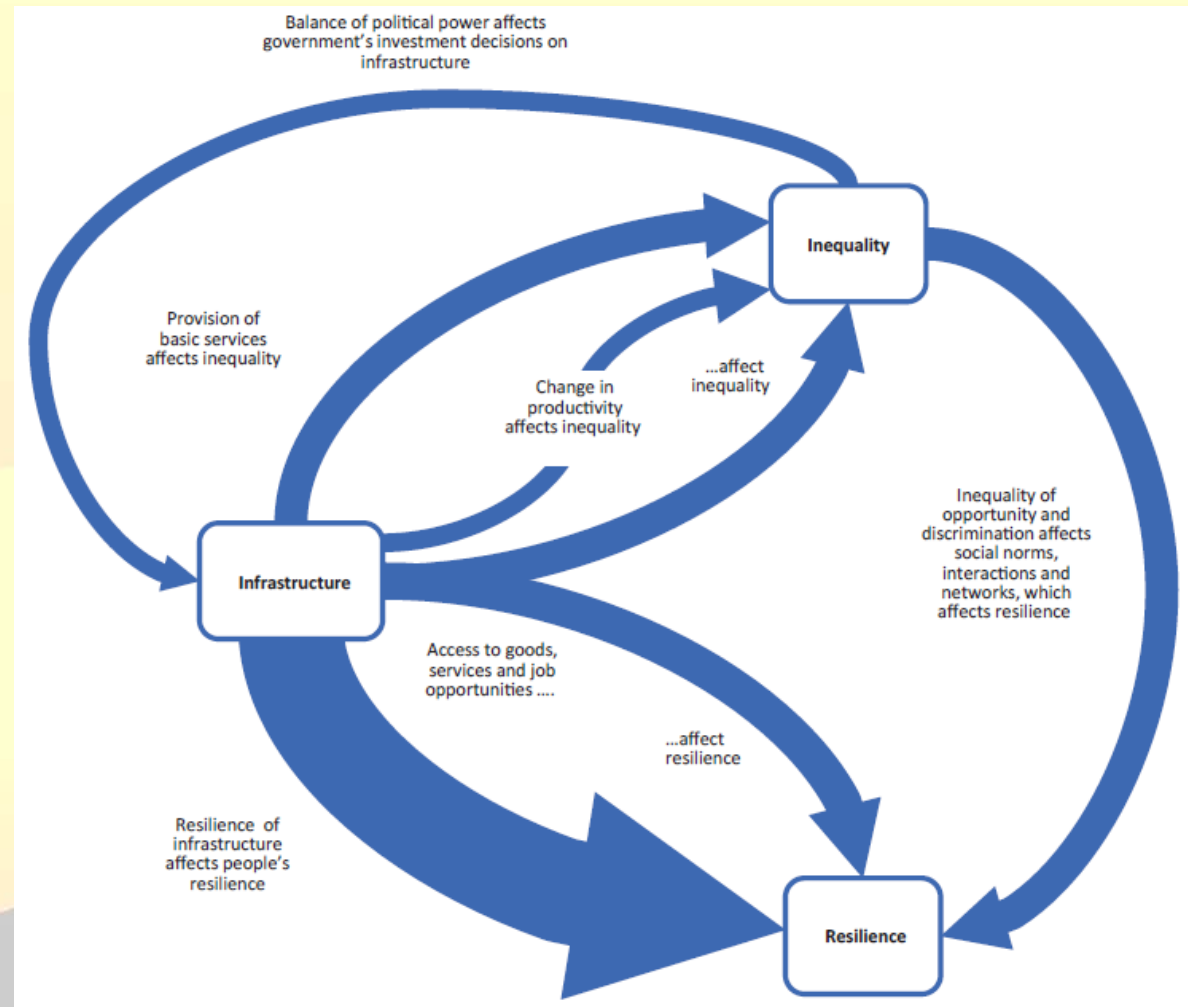 Balance of political power affects
government's investment decisions on
infrastructure
Inequality
Provision of
basic services
affects inequality
...affect
inequality
Change in
productivity
affects inequality
Inequality of
opportunity and
discrimination affects
social norms,
interactions and
networks, which
affects resilience
Infrastructure
Access to goods,
services and job
opportunities ....
...affect
resilience
Resilience of
infrastructure
affects people's
resilience
Resilience